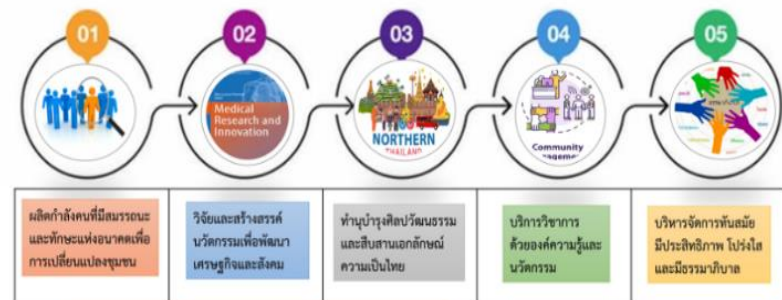 01
02
03
04
05
Medical
Research and
Innovation
NORTHERN
THAILAND
Community
ผลิตกำลังคนที่มีสมรรถนะ
และทักษะแห่งอนาคตเพื่อ
การเปลี่ยนแปลงชุมชน
วิจัยและสร้างสรรค์
นวัตกรรมเพื่อพัฒนา
เศรษฐกิจและสังคม
ทำนุบำรุงศิลปวัฒนธรรม
และสืบสานเอกลักษณ์
ความเป็นไทย
บริการวิชาการ
ด้วยองค์ความรู้และ
นวัตกรรม
บริหารจัดการทันสมัย
มีประสิทธิภาพ โปร่งใส
และมีธรรมาภิบาล